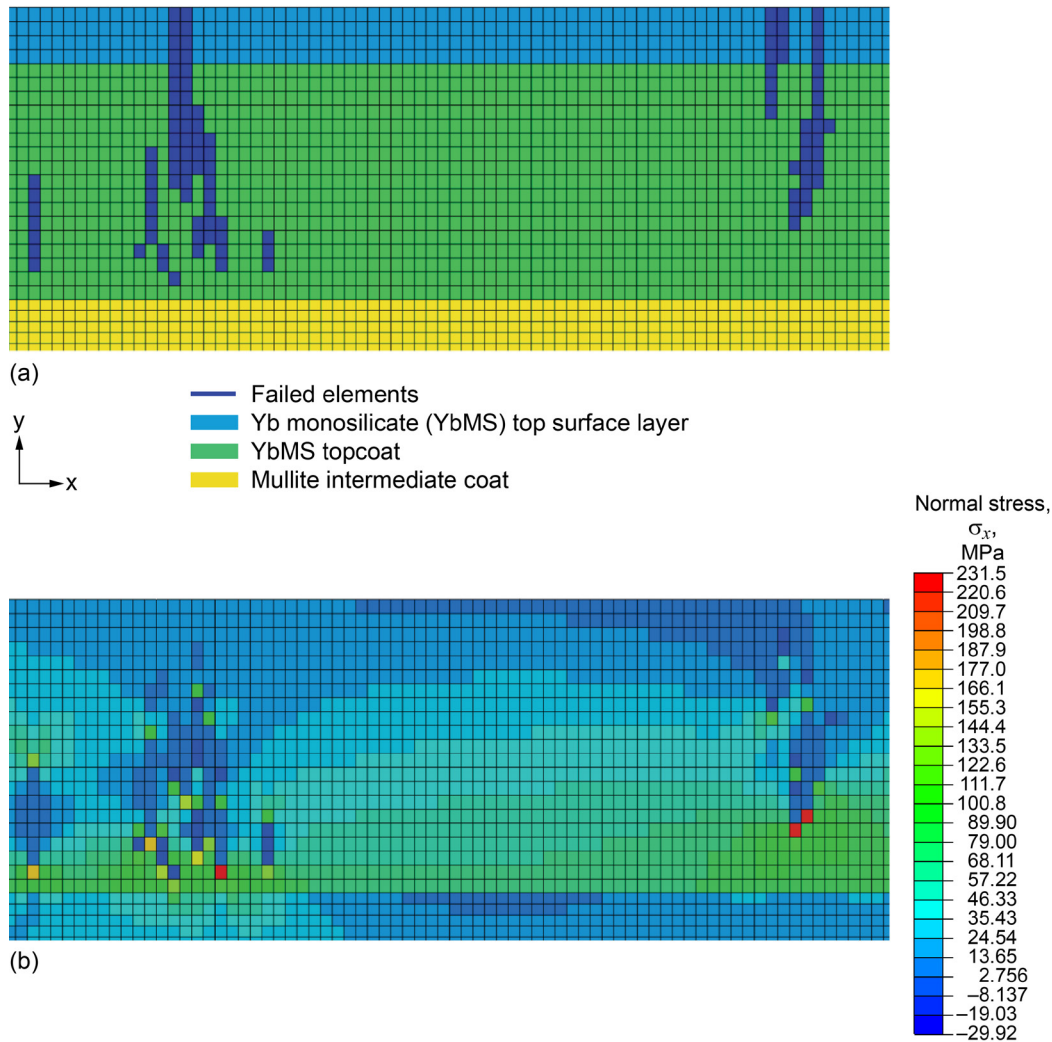 (a)
Failed elements
Yb monosilicate (YbMS) top surface layer
YbMS topcoat
Mullite intermediate coat
y
x
Normal stress,
σx,
MPa
231.5
220.6
209.7
198.8
187.9
177.0
166.1
155.3
144.4
133.5
122.6
111.7
100.8
89.90
79.00
68.11
57.22
46.33
35.43
24.54
13.65
2.756
–8.137
–19.03
–29.92
(b)